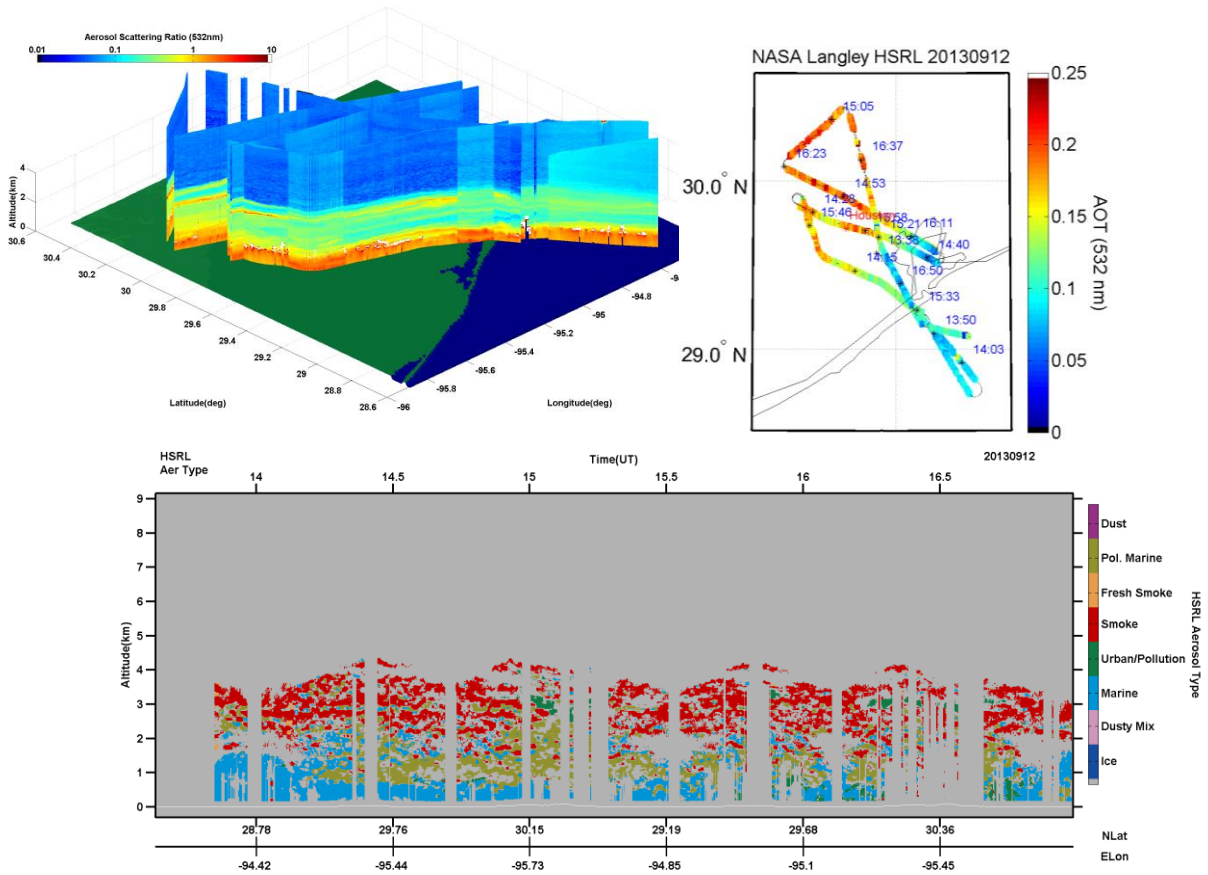 Aerosol Scattering Ratio (532nm)
0.01 0.1 1 10
Altitude(km)
4
2
0
30.6
30.4
30.2
30
29.8
29.6
29.4
29.2
29
28.8
28.6
Latitude(deg)
-96
-95.8
-95.6
-95.4
-95.2
-95
-94.8
Longitude(deg)
NASA Langley HSRL 20130912
30.0° N
29.0° N
15:05
16:37
16:23
14:53
14:28
15:46
15:21
16:11
13:38
14:40
14:15
16:50
15:33
13:50
14:03
0.25
0.2
0.15
0.1
0.05
0
AOT (532 nm)
HSRL
Aer Type
Time(UT)
20130912
14 14.5 15 15.5 16 16.5
Altitude(km)
9
8
7
6
5
4
3
2
1
0
28.78 29.76 30.15 29.19 29.68 30.36 NLat
-94.42 -95.44 -95.73 -94.85 -95.1 -95.45 ELon
Dust
Pol. Marine
Fresh Smoke
Smoke
Urban/Pollution
Marine
Dusty Mix
Ice
HSRL Aerosol Type